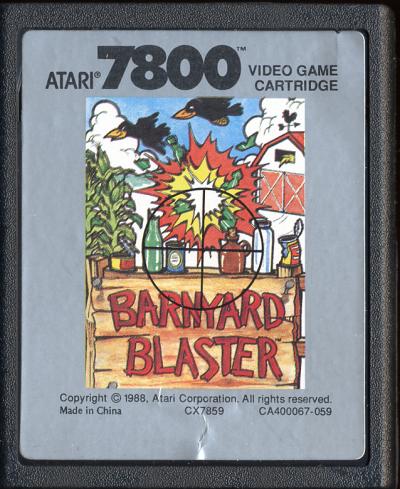 ATARI® 7800™ VIDEO GAME
CARTRIDGE
BARNYARD
BLASTER™
Copyright © 1988, Atari Corporation. All rights reserved.
Made in China CX7859 CA400067-059